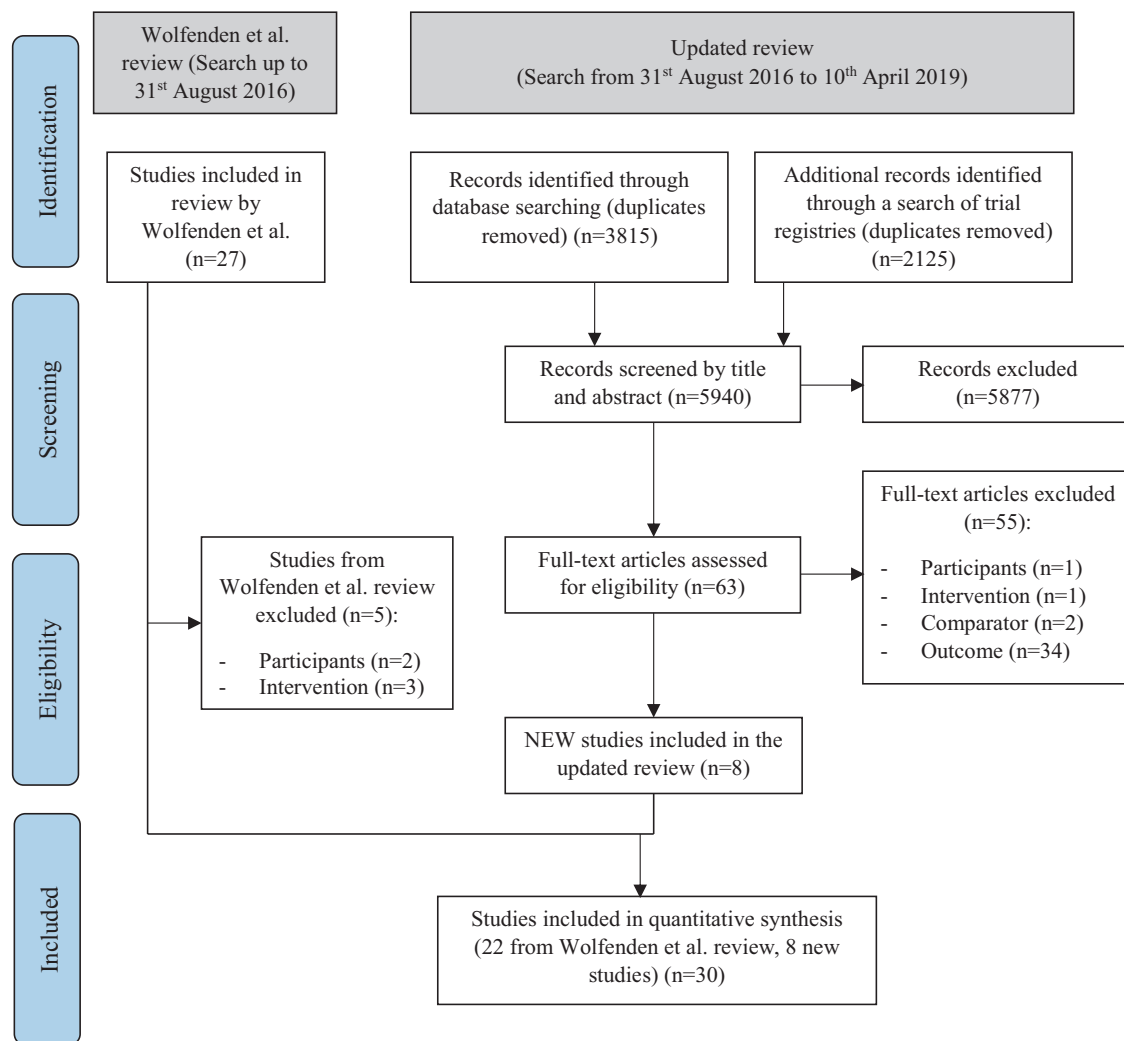 Wolfenden et al.
review (Search up to
31st August 2016)
Updated review
(Search from 31st August 2016 to 10th April 2019)
Identification
Studies included in
review by
Wolfenden et al.
(n=27)
Records identified through
database searching (duplicates
removed) (n=3815)
Additional records identified
through a search of trial
registries (duplicates removed)
(n=2125)
Screening
Records screened by title
and abstract (n=5940)
Records excluded
(n=5877)
Eligibility
Studies from
Wolfenden et al. review
excluded (n=5):
- Participants (n=2)
- Intervention (n=3)
Full-text articles assessed
for eligibility (n=63)
Full-text articles excluded
(n=55):
- Participants (n=1)
- Intervention (n=1)
- Comparator (n=2)
- Outcome (n=34)
NEW studies included in the
updated review (n=8)
Included
Studies included in quantitative synthesis
(22 from Wolfenden et al. review, 8 new
studies) (n=30)